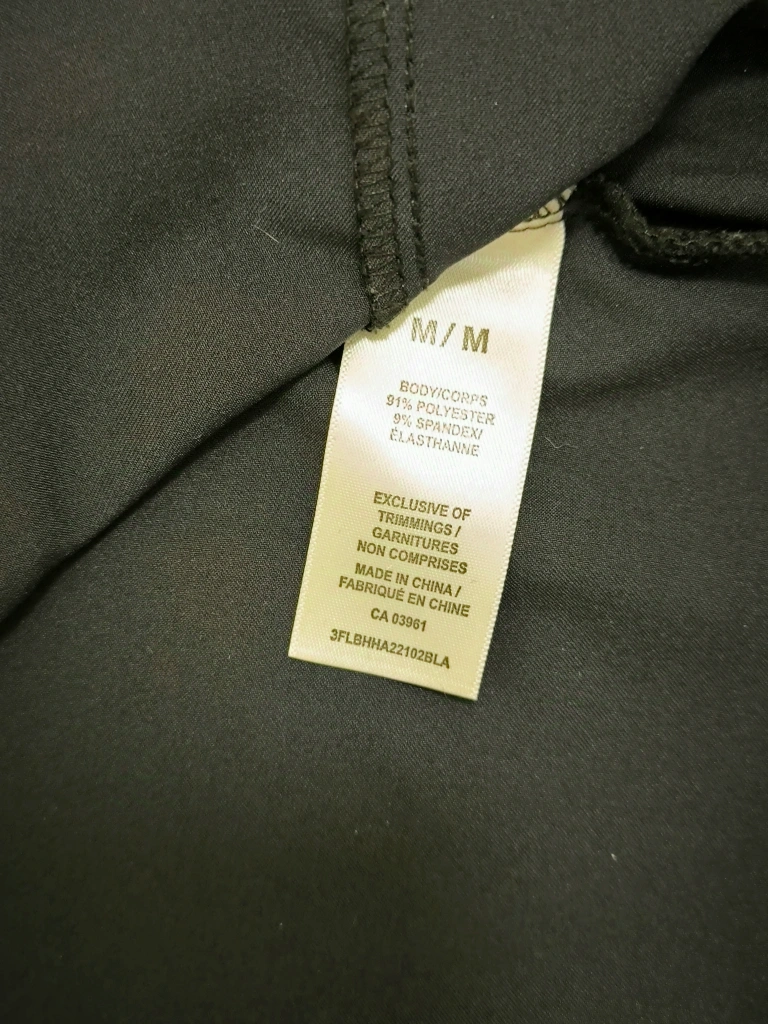 M/M
BODY/CORPS
91% POLYESTER
9% SPANDEX/
ÉLASTHANNE
EXCLUSIVE OF
TRIMMINGS /
GARNITURES
NON COMPRISES
MADE IN CHINA /
FABRIQUÉ EN CHINE
CA 03961
3FLBHHA22102BLA